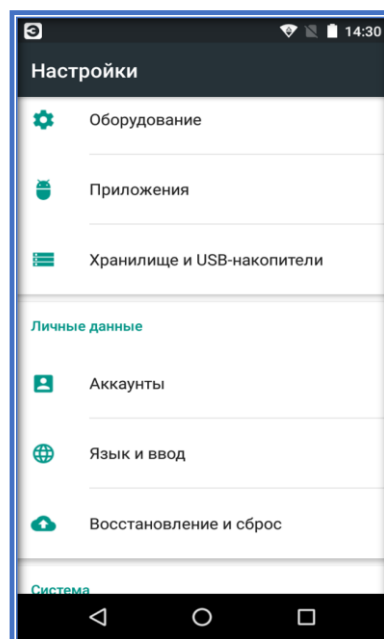 14:30
Настройки
Оборудование
Приложения
Хранилище и USB-накопители
Личные данные
Аккаунты
Язык и ввод
Восстановление и сброс
Система